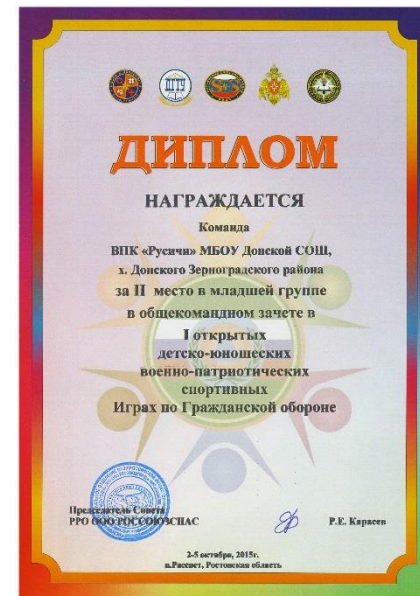 ДИПЛОМ
НАГРАЖДАЕТСЯ
Команда
ВПК «Русичи» МБОУ Донской СОШ,
х. Донского Зерноградского района
за II место в младшей группе
в общекомандном зачете в
I открытых
детско-юношеских
военно-патриотических
спортивных
Играх по Гражданской обороне
Председатель Совета
РРО ООО РОССОЮЗСПАС Р.Е. Карасев
2-5 октября, 2015г.
п.Рассвет, Ростовская область